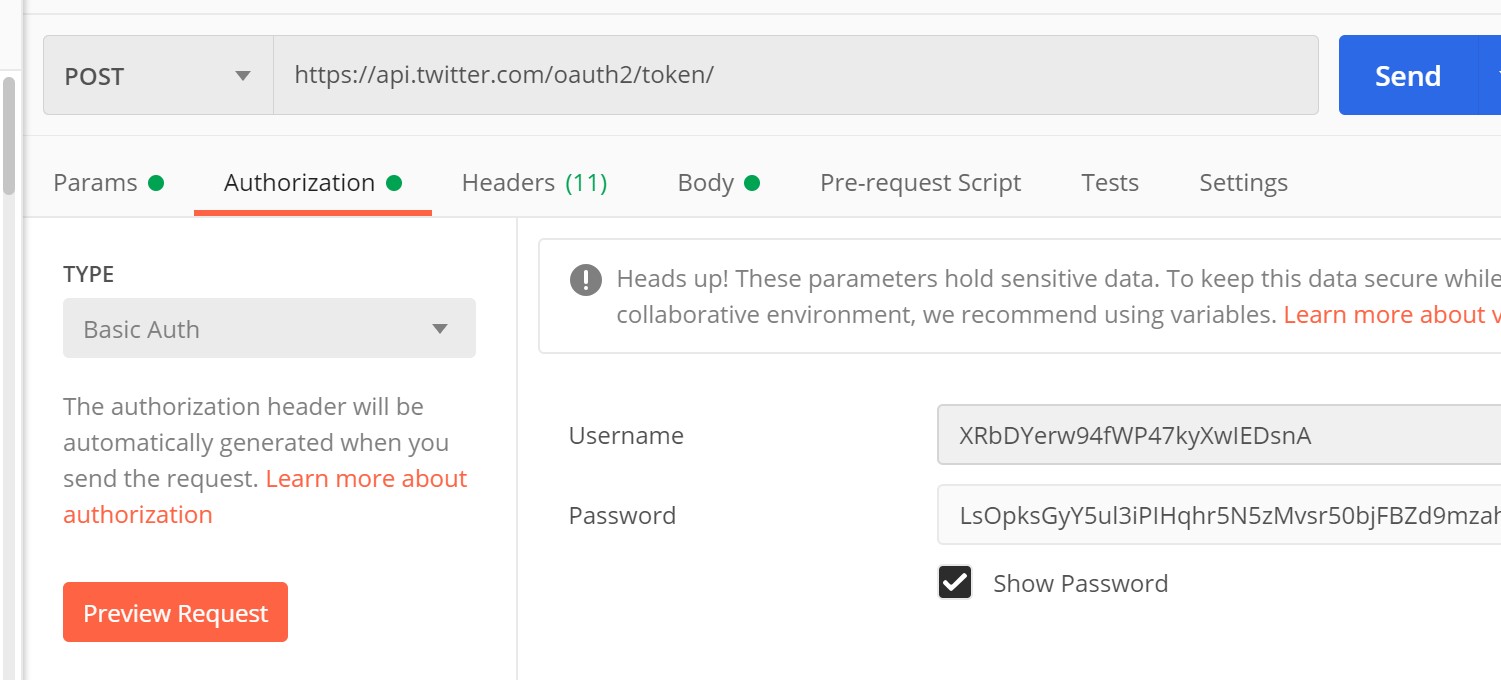 POST
https://api.twitter.com/oauth2/token/
Send
Params
Authorization
Headers (11)
Body
Pre-request Script
Tests
Settings
TYPE
Basic Auth
The authorization header will be
automatically generated when you
send the request. Learn more about
authorization
Preview Request
Heads up! These parameters hold sensitive data. To keep this data secure while
collaborative environment, we recommend using variables. Learn more about v
Username
XRbDYerw94fWP47kyXwIEDsnA
Password
LsOpksGyY5ul3iPIHqhr5N5zMvsr50bjFBZd9mzah
Show Password